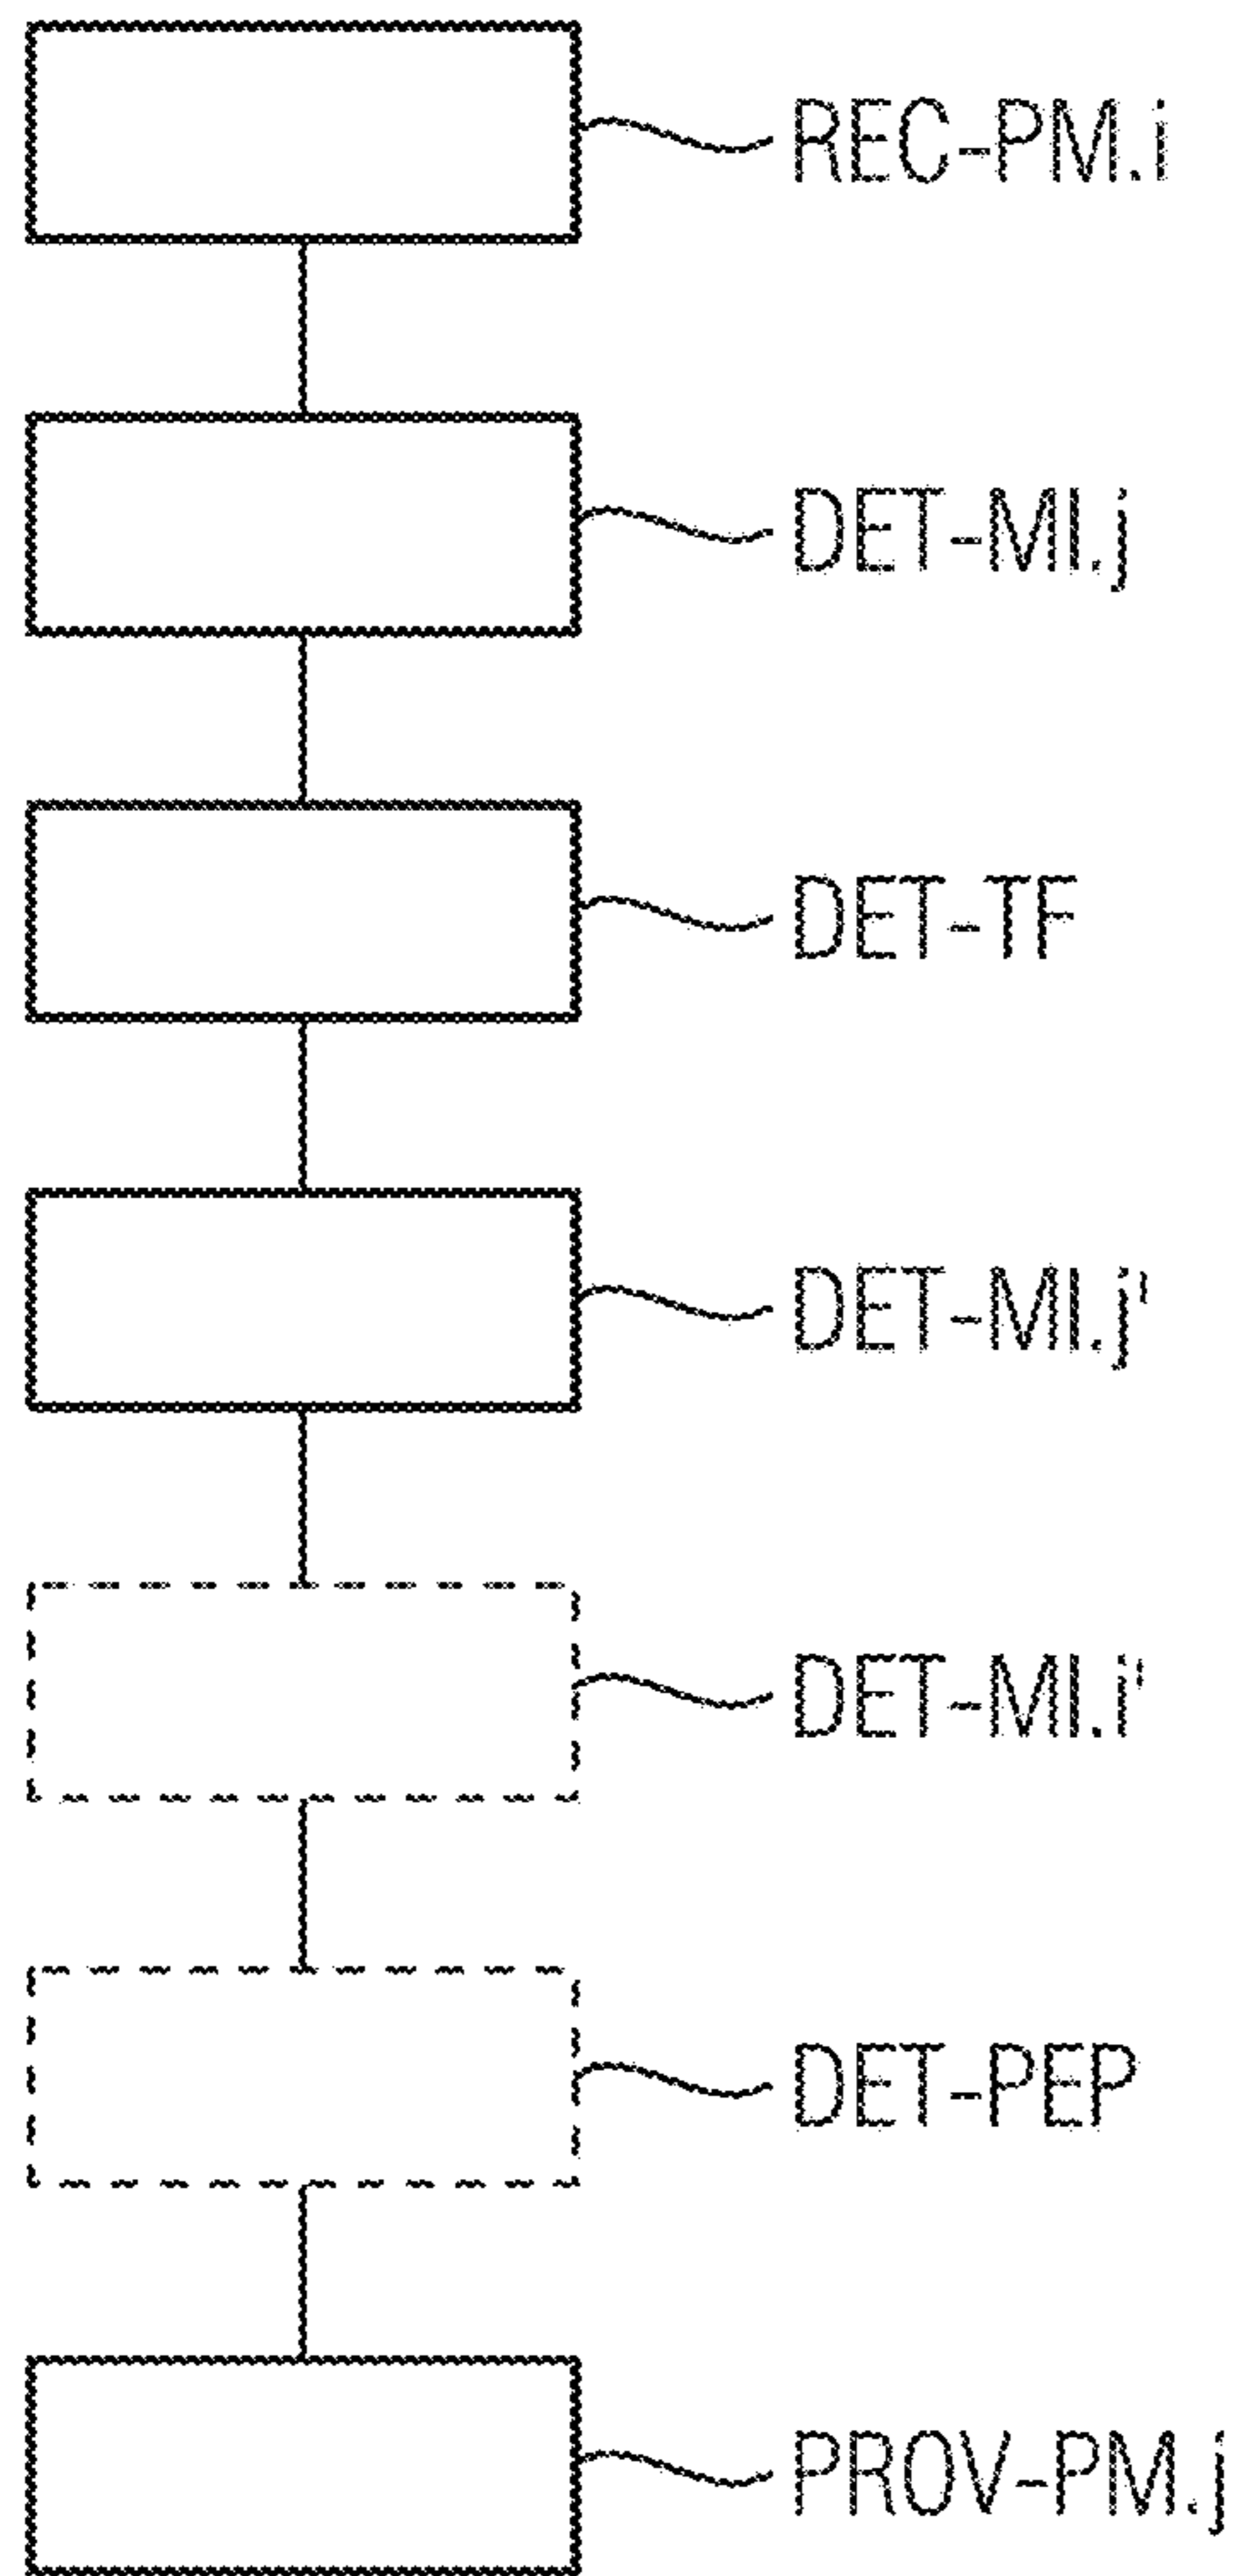 REC-PM.i
DET-MI.j
DET-TF
DET-MI.j'
DET-MI.i'
DET-PEP
PROV-PM.j